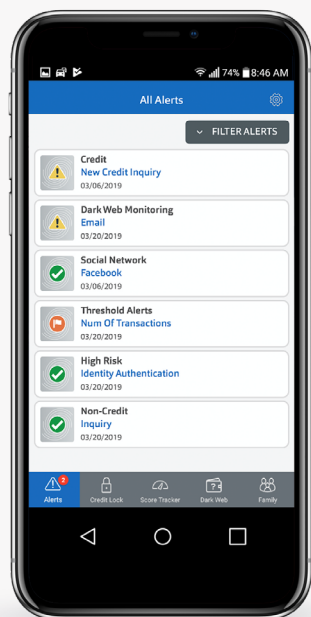 74% 8:46 AM
All Alerts
FILTER ALERTS
Credit
New Credit Inquiry
03/06/2019
Dark Web Monitoring
Email
03/20/2019
Social Network
Facebook
03/06/2019
Threshold Alerts
Num Of Transactions
03/20/2019
High Risk
Identity Authentication
03/20/2019
Non-Credit
Inquiry
03/20/2019
2
Alerts Credit Lock Score Tracker Dark Web Family